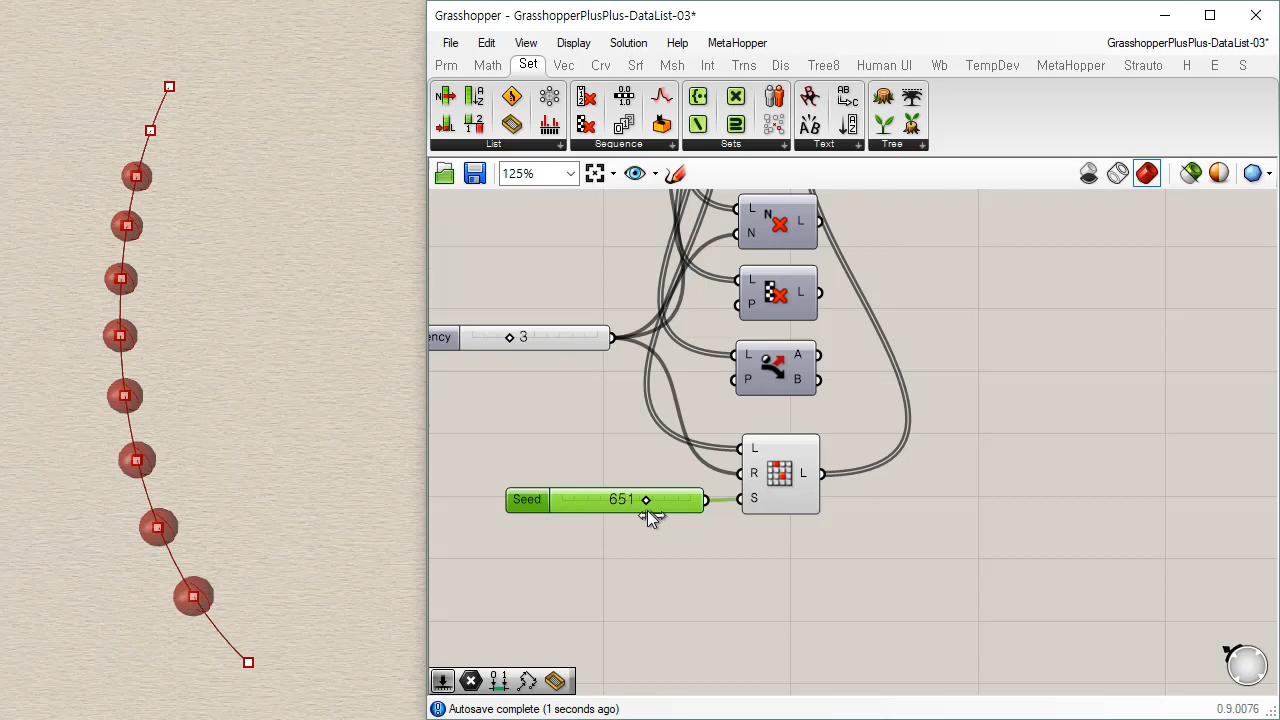 Grasshopper - GrasshopperPlusPlus-DataList-03*
File Edit View Display Solution Help MetaHopper GrasshopperPlusPlus-DataList-03*
Prm Math Set Vec Crv Srf Msh Int Trns Dis Tree8 Human UI Wb TempDev MetaHopper Strauto H E S
List Sequence Sets Text Tree
125%
L N L
N
L L
P
ency 3
L A
P B
L
R L
Seed 651 S
Autosave complete (1 seconds ago) 0.9.0076